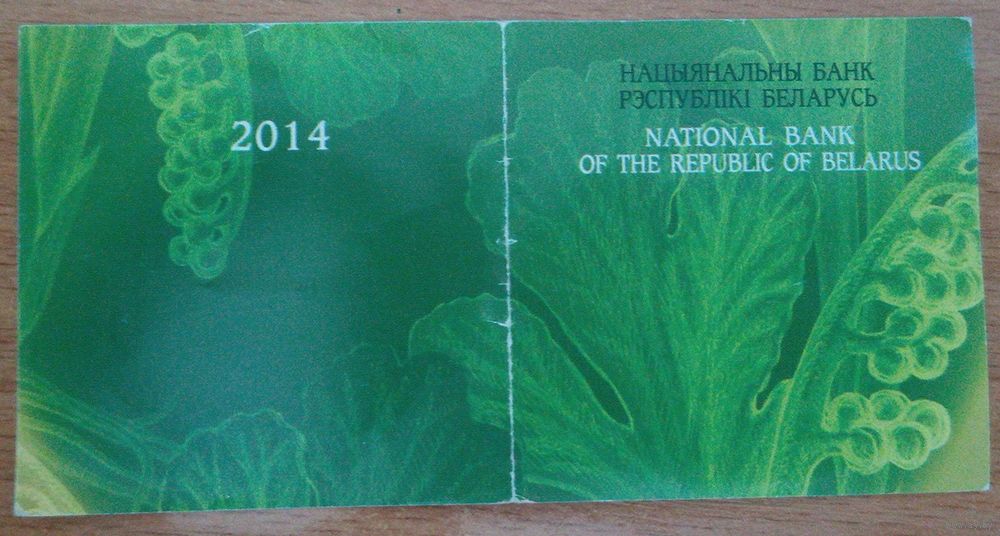 2014
НАЦЫЯНАЛЬНЫ БАНК
РЭСПУБЛІКІ БЕЛАРУСЬ
NATIONAL BANK
OF THE REPUBLIC OF BELARUS